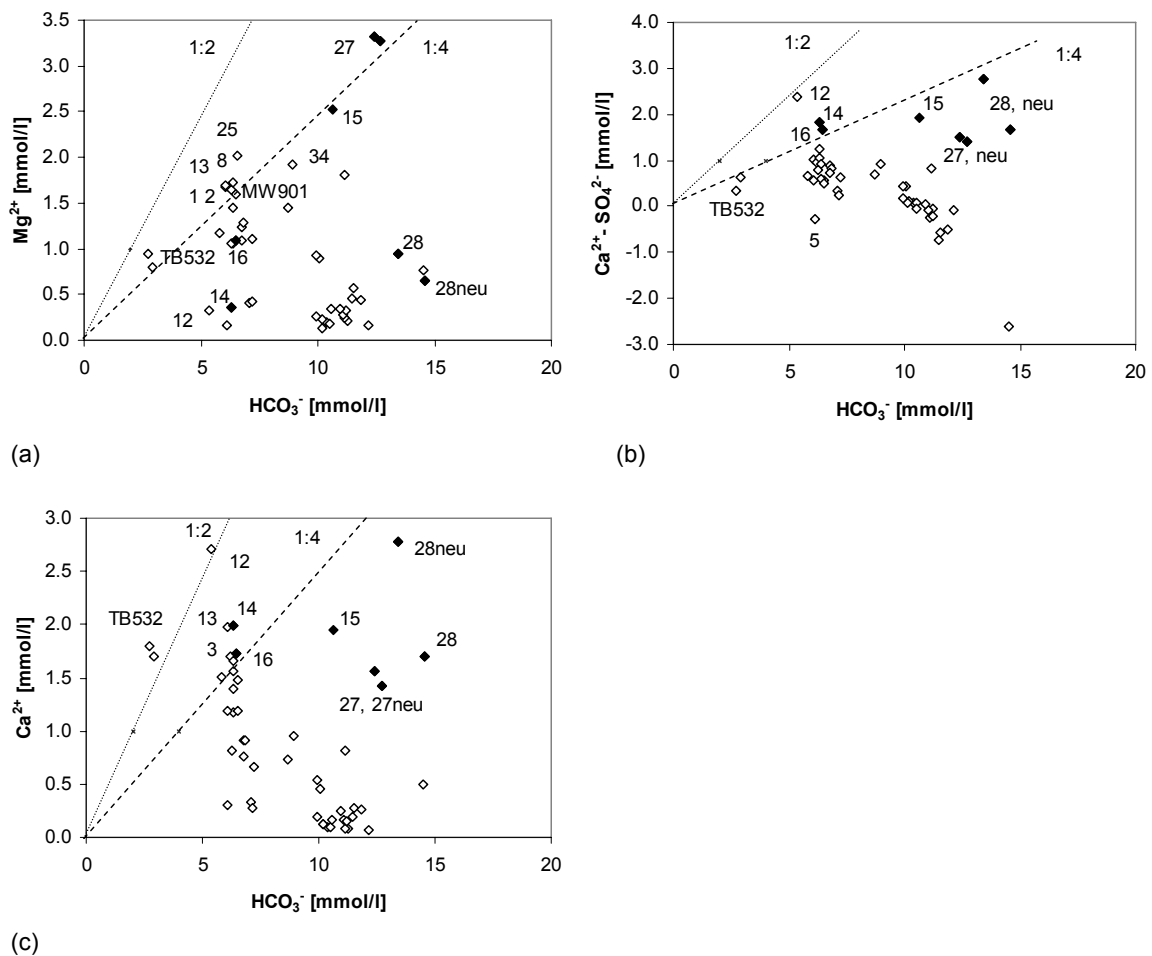 3.5
3.0
2.5
2.0
1.5
1.0
0.5
0.0
Mg²⁺ [mmol/l]
1:2
27
1:4
15
25
13 8
34
1 2
MW901
TB532
16
28
14
28neu
12
0 5 10 15 20
HCO₃⁻ [mmol/l]
(a)
4.0
3.0
2.0
1.0
0.0
-1.0
-2.0
-3.0
Ca²⁺- SO₄²⁻ [mmol/l]
1:2
1:4
12
14
15
28, neu
16
27, neu
TB532
5
0 5 10 15 20
HCO₃⁻ [mmol/l]
(b)
3.0
2.5
2.0
1.5
1.0
0.5
0.0
Ca²⁺ [mmol/l]
1:2
1:4
12
28neu
TB532
13
14
15
3
16
28
27, 27neu
0 5 10 15 20
HCO₃⁻ [mmol/l]
(c)